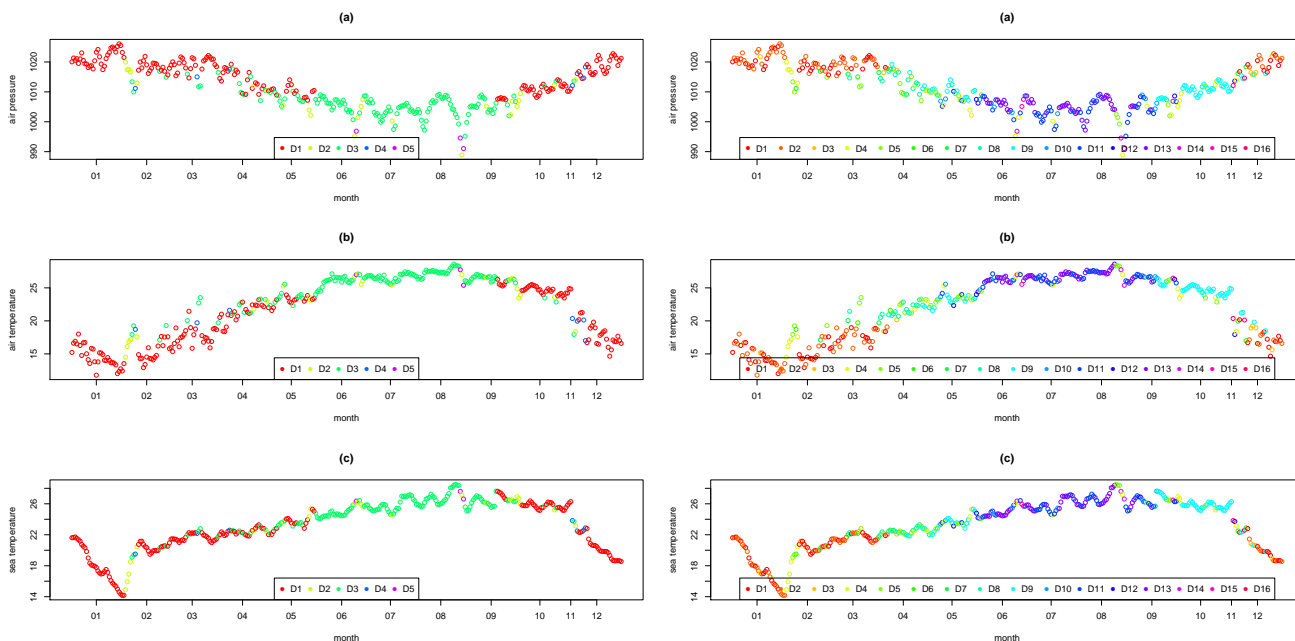 (a)
air pressure
1020
1010
1000
990
D1 D2 D3 D4 D5
01 02 03 04 05 06 07 08 09 10 11 12
month
(b)
air temperature
25
20
15
D1 D2 D3 D4 D5
01 02 03 04 05 06 07 08 09 10 11 12
month
(c)
sea temperature
26
22
18
14
D1 D2 D3 D4 D5
01 02 03 04 05 06 07 08 09 10 11 12
month
(a)
air pressure
1020
1010
1000
990
D1 D2 D3 D4 D5 D6 D7 D8 D9 D10 D11 D12 D13 D14 D15 D16
01 02 03 04 05 06 07 08 09 10 11 12
month
(b)
air temperature
25
20
15
D1 D2 D3 D4 D5 D6 D7 D8 D9 D10 D11 D12 D13 D14 D15 D16
01 02 03 04 05 06 07 08 09 10 11 12
month
(c)
sea temperature
26
22
18
14
D1 D2 D3 D4 D5 D6 D7 D8 D9 D10 D11 D12 D13 D14 D15 D16
01 02 03 04 05 06 07 08 09 10 11 12
month